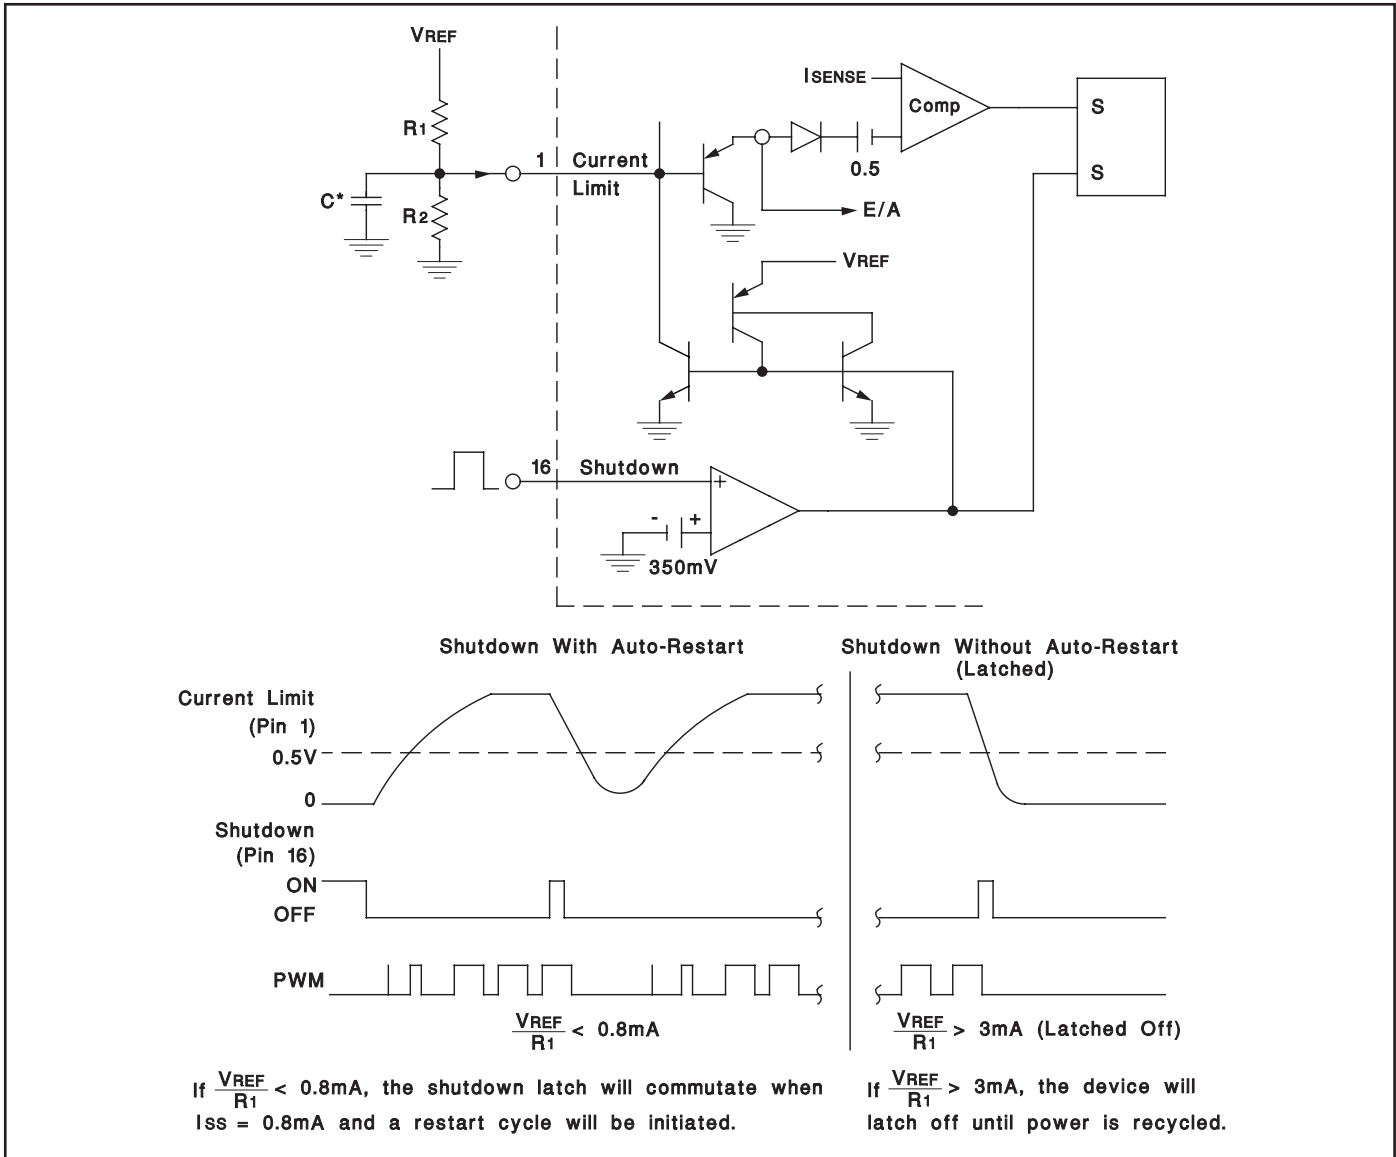 VREF
R1
C*
R2
1 Current
Limit
ISENSE
Comp
S
S
0.5
E/A
VREF
16 Shutdown
+
- +
350mV
Shutdown With Auto-Restart
Shutdown Without Auto-Restart
(Latched)
Current Limit
(Pin 1)
0.5V
0
Shutdown
(Pin 16)
ON
OFF
PWM
VREF
R1
< 0.8mA
VREF
R1
> 3mA (Latched Off)
If VREF/R1 < 0.8mA, the shutdown latch will commutate when
ISS = 0.8mA and a restart cycle will be initiated.
If VREF/R1 > 3mA, the device will
latch off until power is recycled.